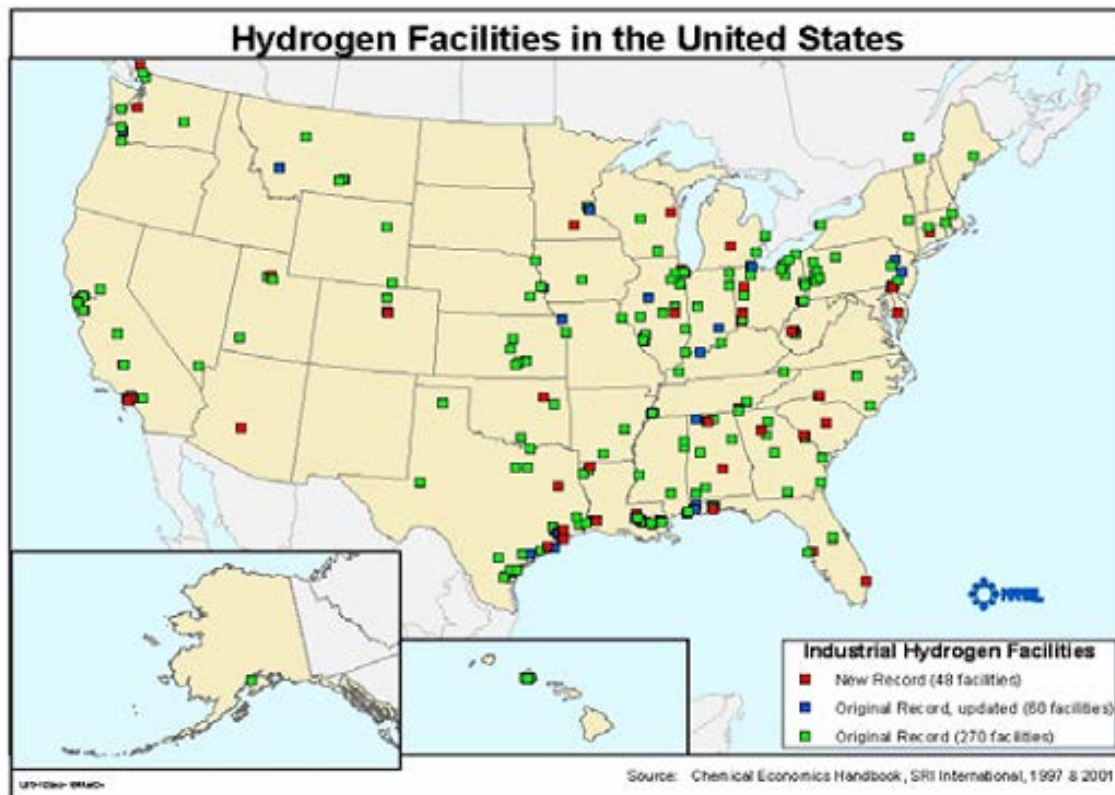 Hydrogen Facilities in the United States
NREL
Industrial Hydrogen Facilities
New Record (48 facilities)
Original Record, updated (60 facilities)
Original Record (270 facilities)
Source: Chemical Economics Handbook, SRI International, 1997 & 2001